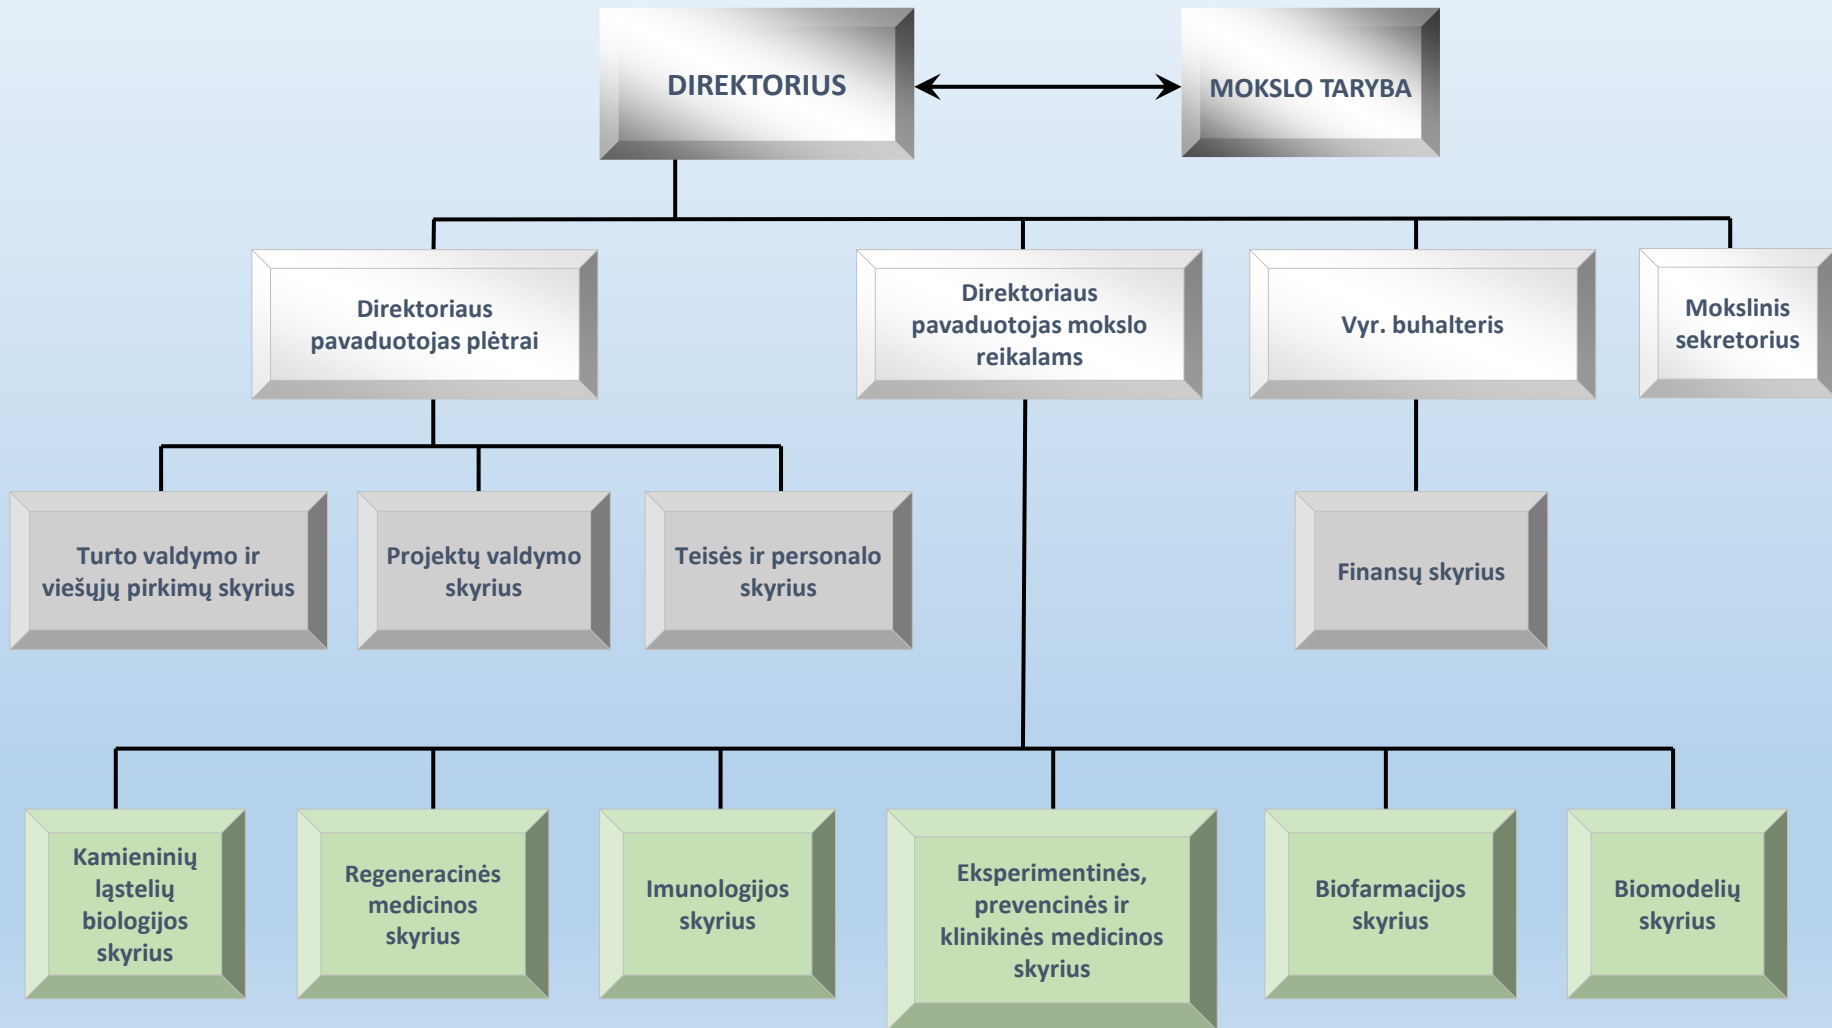 DIREKTORIUS
MOKSLO TARYBA
Direktoriaus
pavaduotojas plėtrai
Direktoriaus
pavaduotojas mokslo
reikalams
Vyr. buhalteris
Mokslinis
sekretorius
Turto valdymo ir
viešųjų pirkimų skyrius
Projektų valdymo
skyrius
Teisės ir personalo
skyrius
Finansų skyrius
Kamieninių
ląstelių
biologijos
skyrius
Regeneracinės
medicinos
skyrius
Imunologijos
skyrius
Eksperimentinės,
prevencinės ir
klinikinės medicinos
skyrius
Biofarmacijos
skyrius
Biomodelių
skyrius